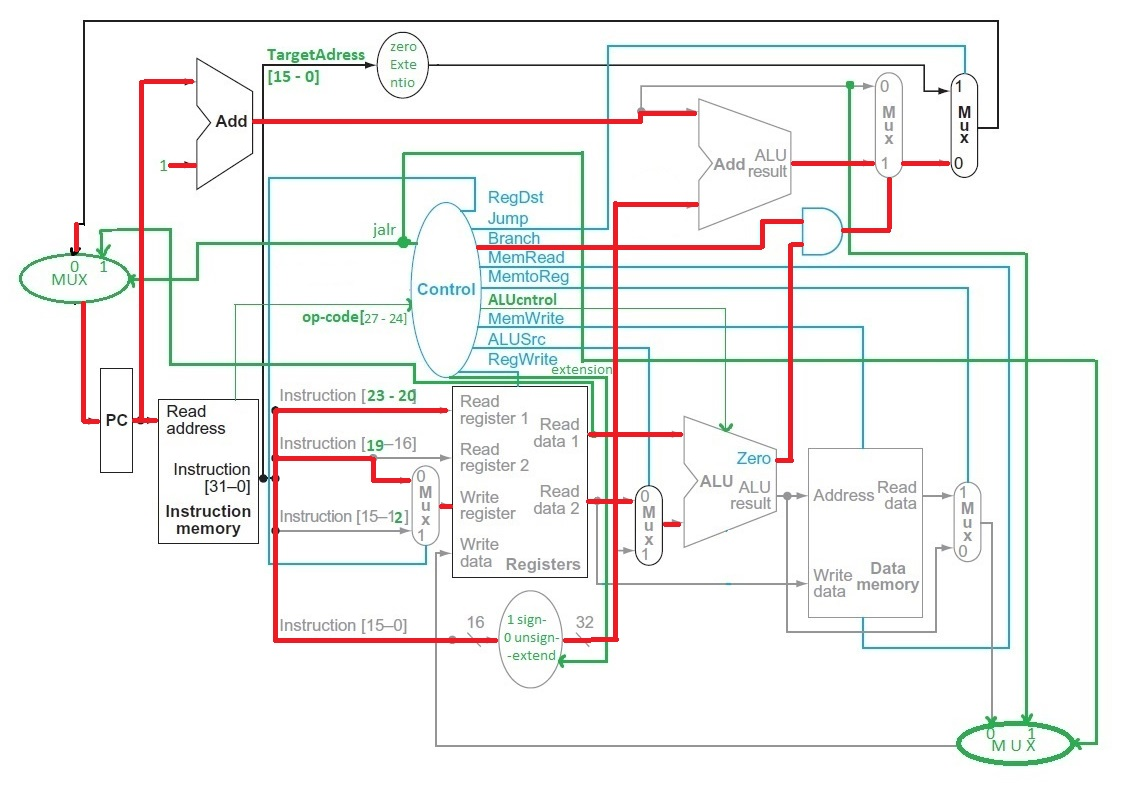 TargetAdress
[15 - 0]
zero
Exte
ntio
Add
1
Add
ALU
result
0
M
u
x
1
1
M
u
x
0
jalr
RegDst
Jump
Branch
MemRead
MemtoReg
ALUcntrol
MemWrite
ALUSrc
RegWrite
extension
Control
op-code[27 - 24]
0 1
MUX
PC
Read
address
Instruction
[31–0]
Instruction
memory
Instruction [23 - 20]
Instruction [19–16]
Instruction [15–12]
Instruction [15–0]
0
M
u
x
1
Read
register 1
Read
register 2
Write
register
Write
data
Read
data 1
Read
data 2
Registers
16
1 sign-
0 unsign-
-extend
32
0
M
u
x
1
Zero
ALU
ALU
result
Address
Read
data
Write
data
Data
memory
1
M
u
x
0
0 1
M U X